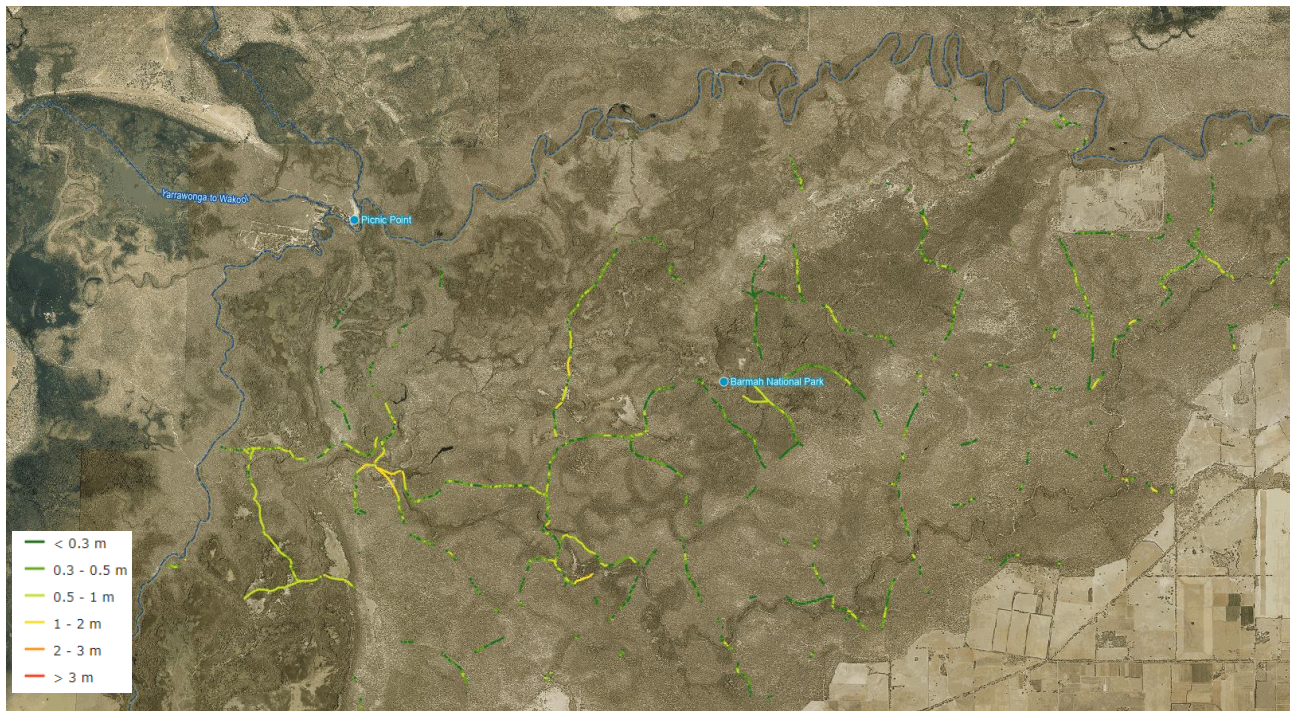 Yarrawonga to Wakool
Picnic Point
Barmah National Park
< 0.3 m
0.3 - 0.5 m
0.5 - 1 m
1 - 2 m
2 - 3 m
> 3 m